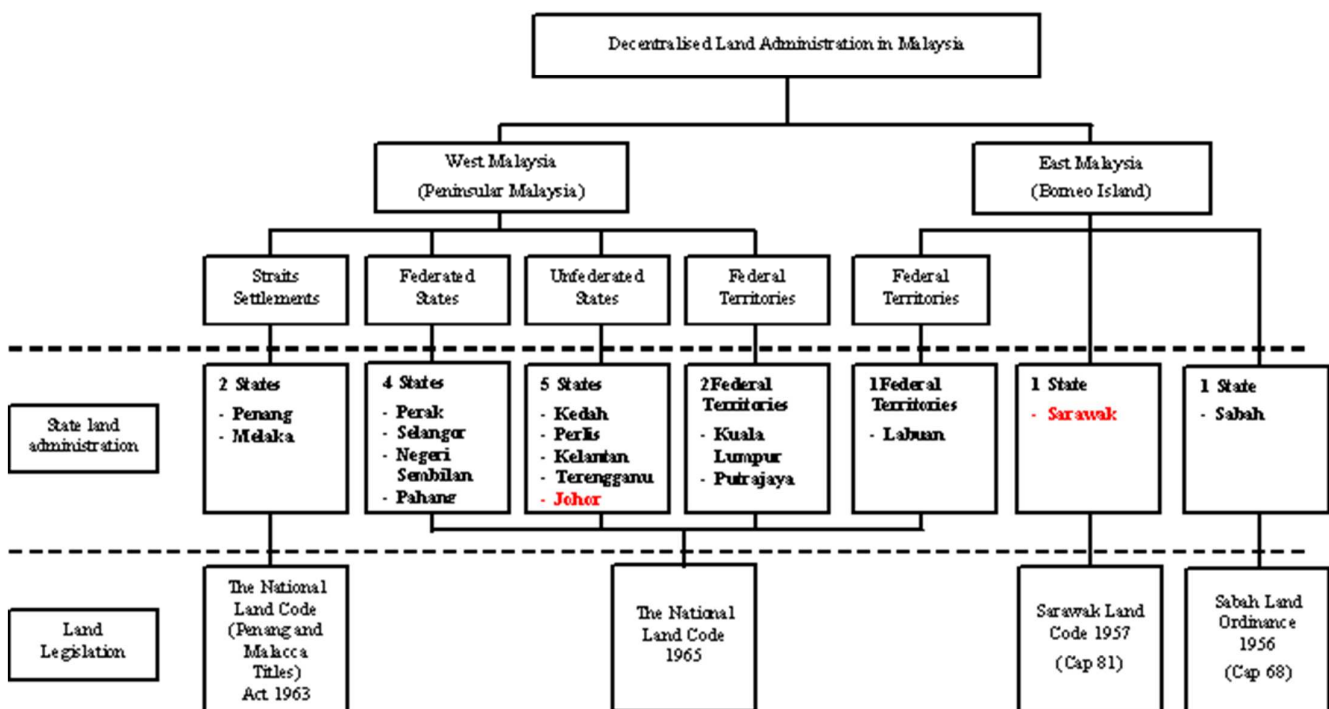 Decentralised Land Administration in Malaysia
West Malaysia
(Peninsular Malaysia)
East Malaysia
(Borneo Island)
Straits
Settlements
Federated
States
Unfederated
States
Federal
Territories
Federal
Territories
State land
administration
2 States
- Penang
- Melaka
4 States
- Perak
- Selangor
- Negeri
Sembilan
- Pahang
5 States
- Kedah
- Perlis
- Kelantan
- Terengganu
- Johor
2Federal
Territories
- Kuala
Lumpur
- Putrajaya
1Federal
Territories
- Labuan
1 State
- Sarawak
1 State
- Sabah
Land
Legislation
The National
Land Code
(Penang and
Malacca
Titles)
Act 1963
The National
Land Code
1965
Sarawak Land
Code 1957
(Cap 81)
Sabah Land
Ordinance
1956
(Cap 68)